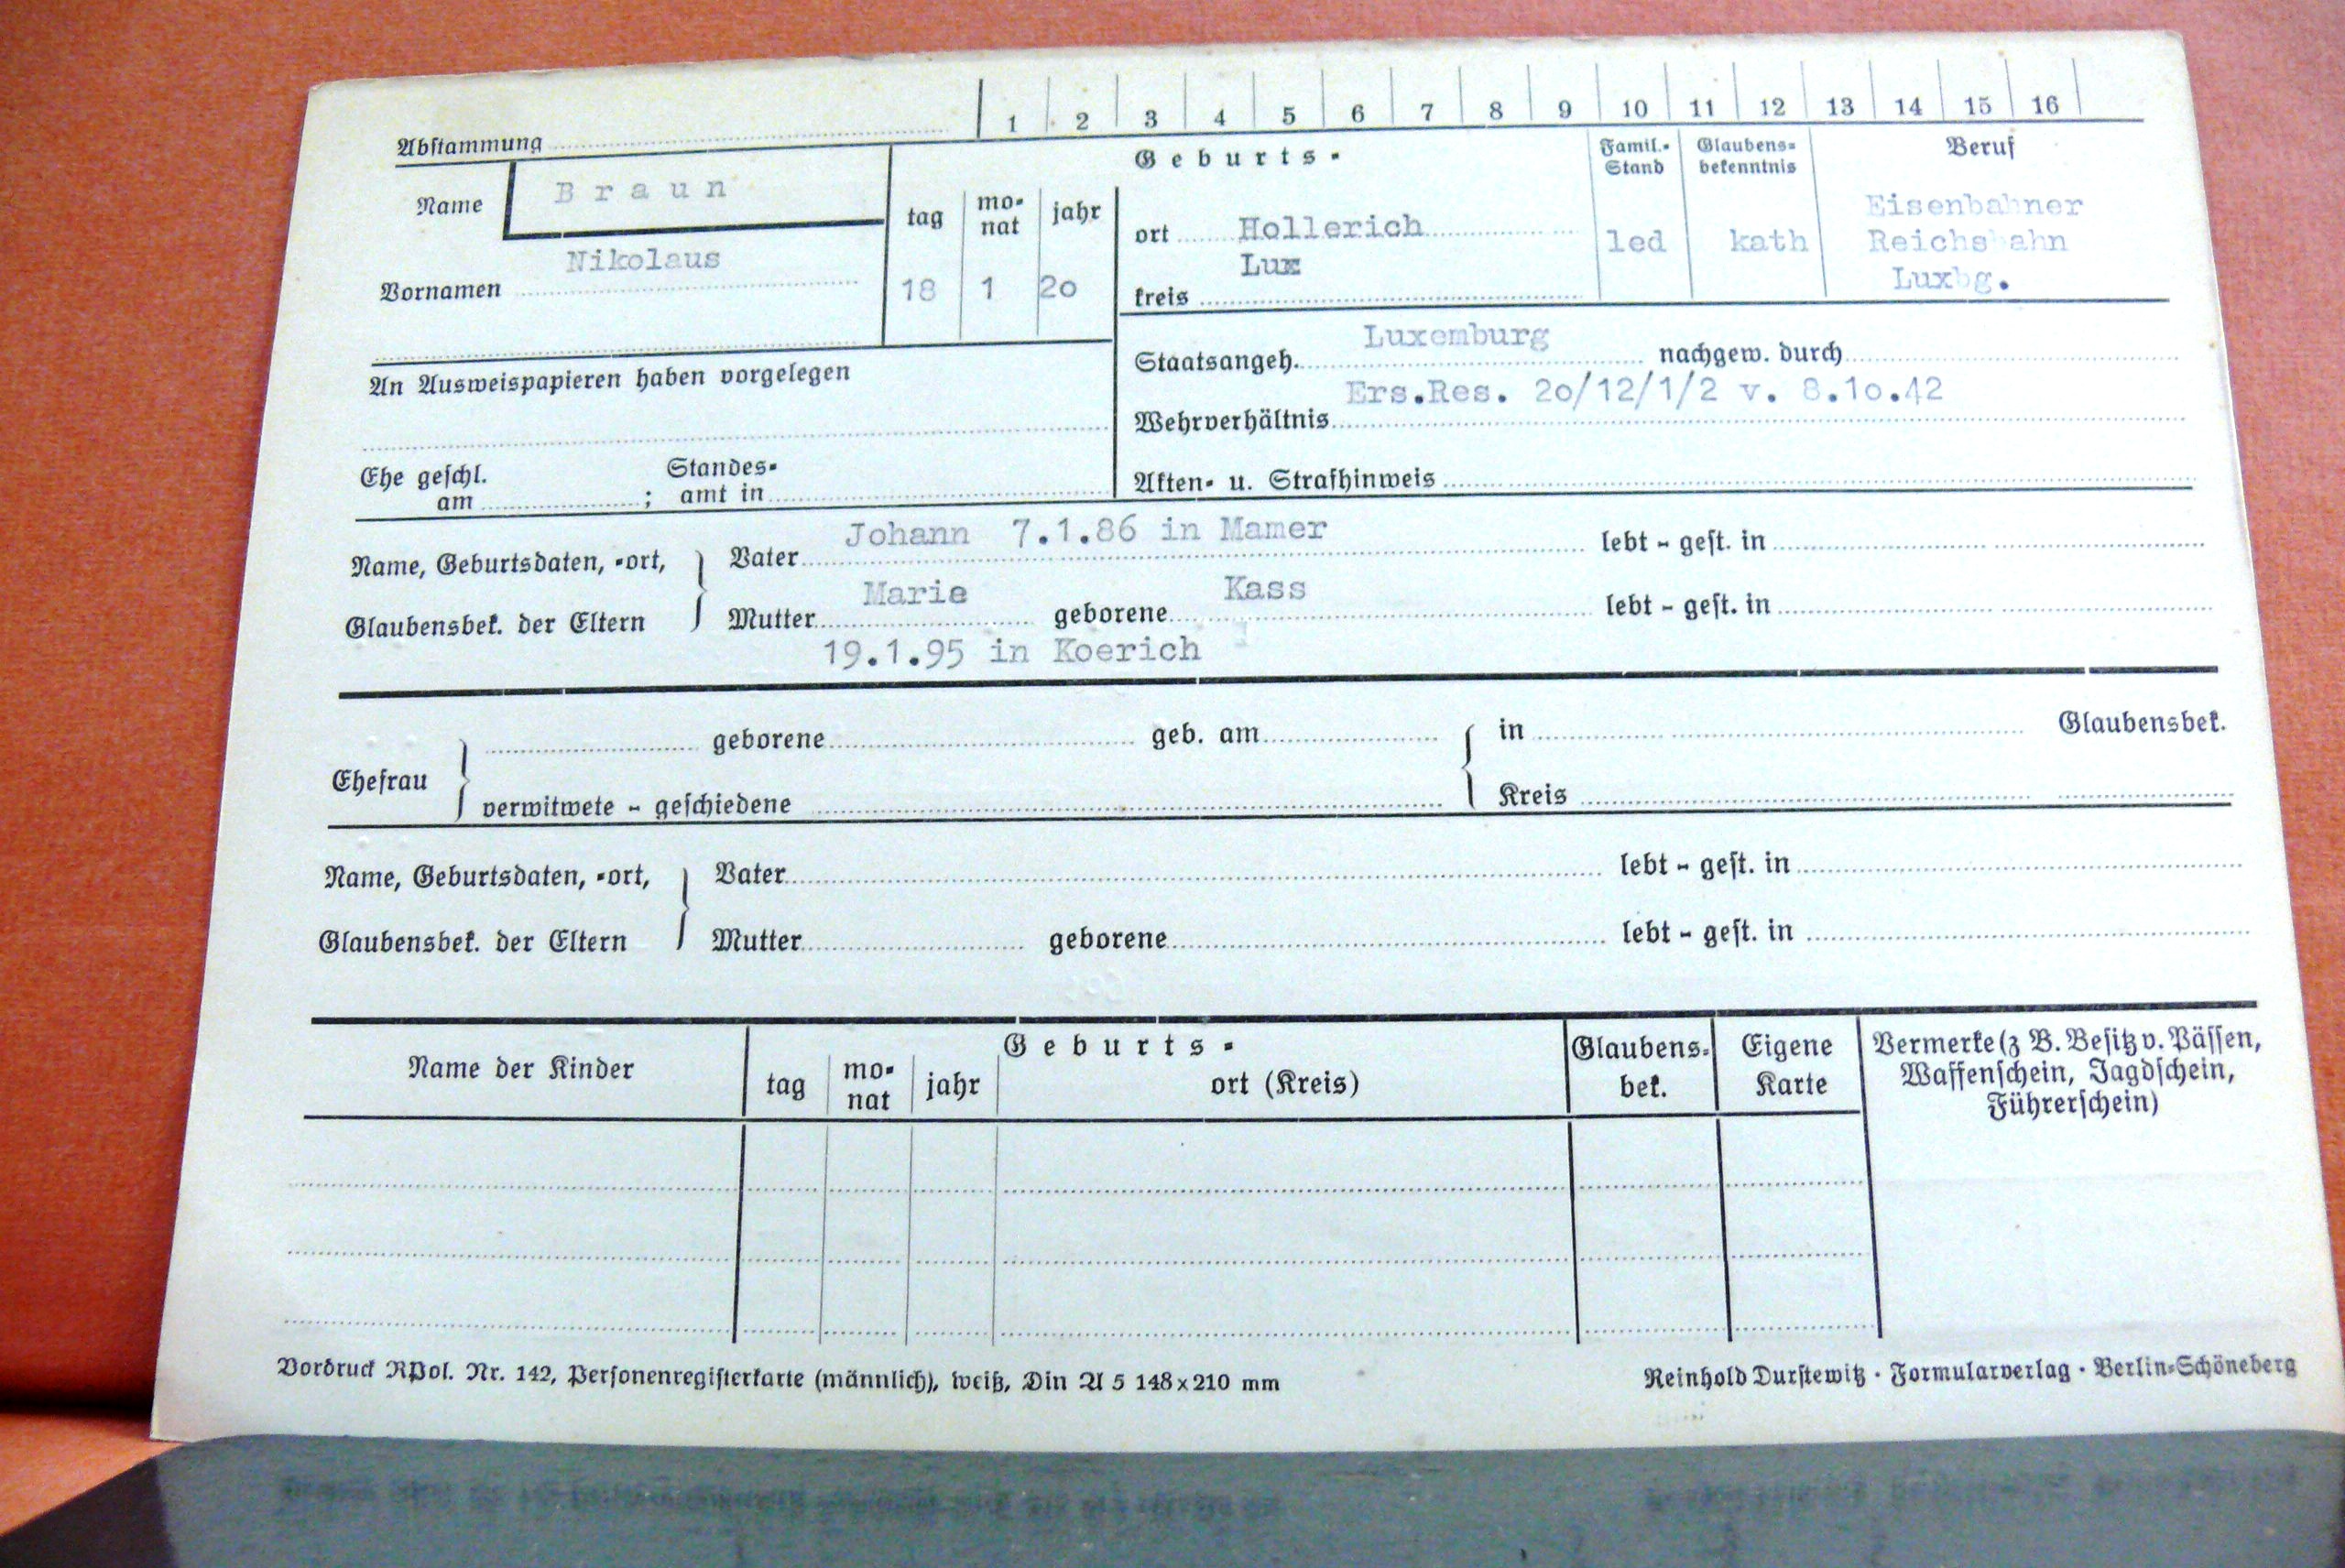 1 2 3 4 5 6 7 8 9 10 11 12 13 14 15 16
Abstammung
Name B r a u n
Vornamen Nikolaus
Geburts-
tag monat jahr
mo-
nat
18 1 2o
ort Hollerich
Lux
kreis
Famil.-
Stand
led
Glaubens-
bekenntnis
kath
Beruf
Eisenbahner
Reichsbahn
Luxbg.
An Ausweispapieren haben vorgelegen
Staatsangeh. Luxemburg nachgew. durch
Wehrverhältnis Ers.Res. 2o/12/1/2 v. 8.1o.42
Ehe geschl.
am ; Standes-
amt in
Akten- u. Strafhinweis
Name, Geburtsdaten, -ort, Vater Johann 7.1.86 in Mamer lebt - gest. in
Glaubensbek. der Eltern Mutter Marie geborene Kass lebt - gest. in
19.1.95 in Koerich
Ehefrau geborene geb. am in Glaubensbek.
verwitwete - geschiedene Kreis
Name, Geburtsdaten, -ort, Vater lebt - gest. in
Glaubensbek. der Eltern Mutter geborene lebt - gest. in
Name der Kinder
Geburts-
tag
mo-
nat
jahr
ort (Kreis)
Glaubens-
bek.
Eigene
Karte
Vermerke (z B. Besitz v. Pässen,
Waffenschein, Jagdschein,
Führerschein)
Vordruck RPol. Nr. 142, Personenregisterkarte (männlich), weiß, Din A 5 148x210 mm
Reinhold Durstewitz · Formularverlag · Berlin-Schöneberg